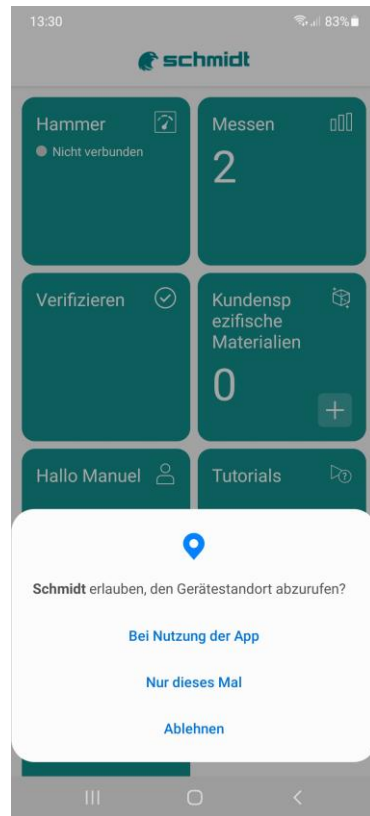 13:30 83%
schmidt
Hammer
Nicht verbunden
Messen
2
Verifizieren
Kundensp
ezifische
Materialien
0
Hallo Manuel
Tutorials
Schmidt erlauben, den Gerätestandort abzurufen?
Bei Nutzung der App
Nur dieses Mal
Ablehnen